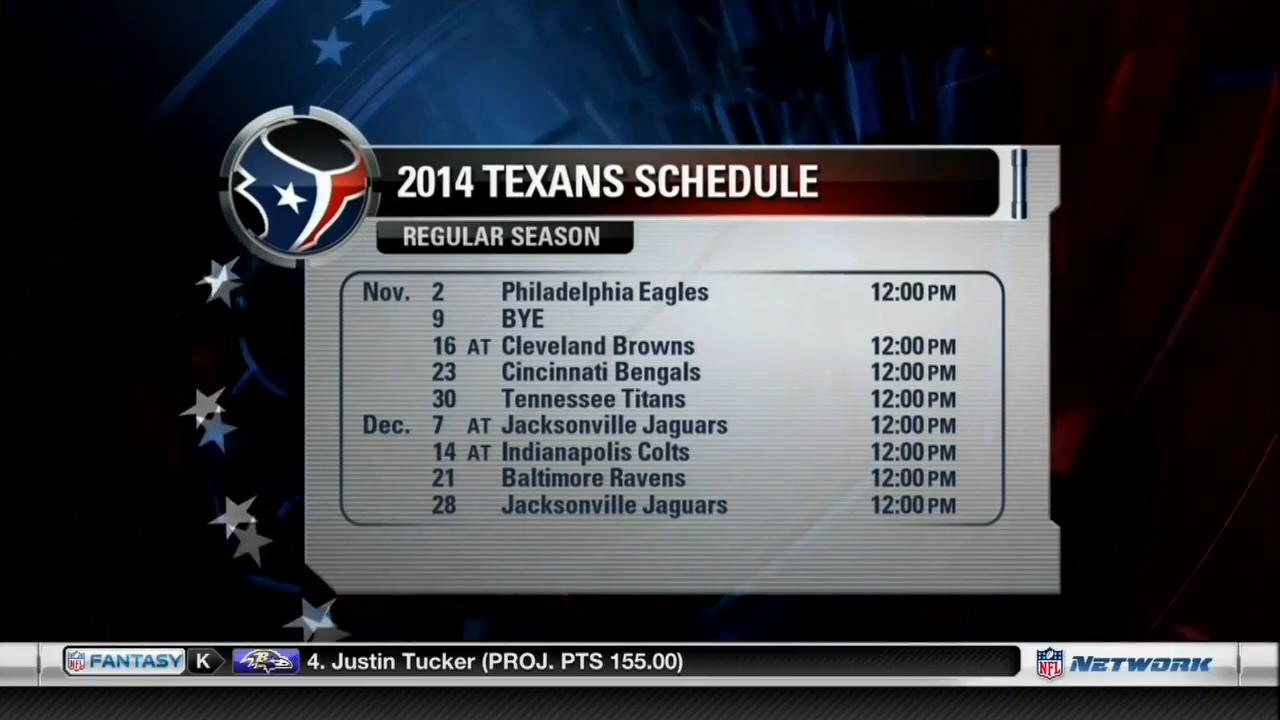 2014 TEXANS SCHEDULE
REGULAR SEASON
Nov. 2 Philadelphia Eagles 12:00 PM
9 BYE
16 AT Cleveland Browns 12:00 PM
23 Cincinnati Bengals 12:00 PM
30 Tennessee Titans 12:00 PM
Dec. 7 AT Jacksonville Jaguars 12:00 PM
14 AT Indianapolis Colts 12:00 PM
21 Baltimore Ravens 12:00 PM
28 Jacksonville Jaguars 12:00 PM
NFL FANTASY K B 4. Justin Tucker (PROJ. PTS 155.00) NFL NETWORK